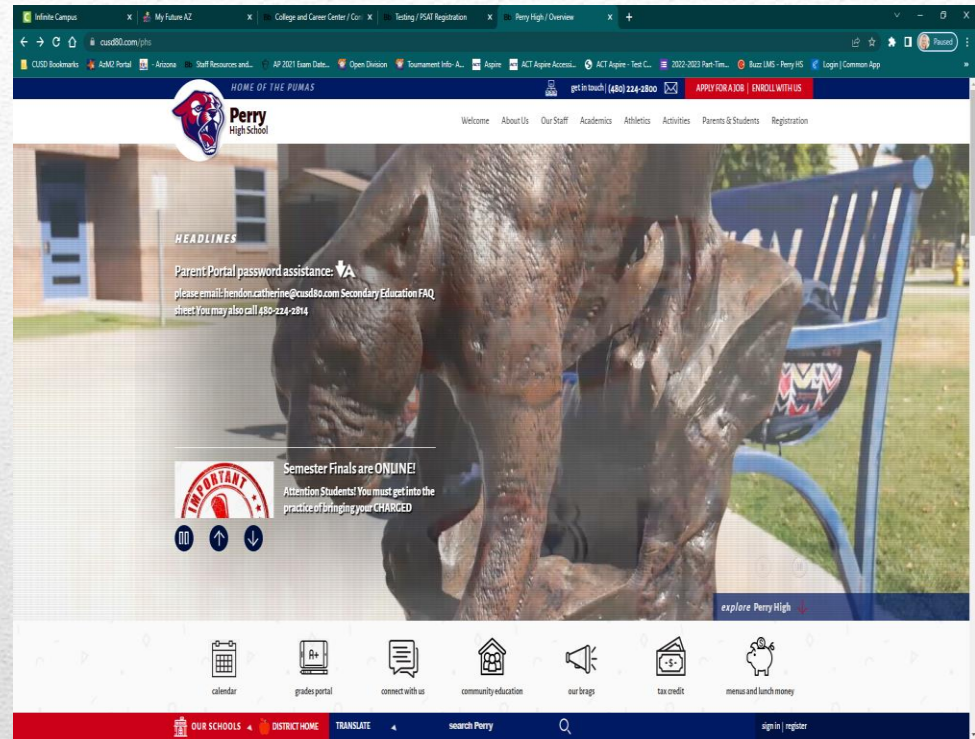 Infinite Campus
My Future AZ
College and Career Center / Con
Testing / PSAT Registration
Perry High / Overview
cusd80.com/phs
Paused
CUSD Bookmarks
AzM2 Portal
- Arizona
Staff Resources and...
AP 2021 Exam Date...
Open Division
Tournament Info- A...
Aspire
ACT Aspire Accessi...
ACT Aspire - Test C...
2022-2023 Part-Tim...
Buzz LMS - Perry HS
Login | Common App
HOME OF THE PUMAS
get in touch | (480) 224-2800
APPLY FOR A JOB | ENROLL WITH US
Perry
High School
Welcome About Us Our Staff Academics Athletics Activities Parents & Students Registration
HEADLINES
Parent Portal password assistance:
please email: hendon.catherine@cusd80.com Secondary Education FAQ
sheet You may also call 480-224-2814
IMPORTANT
Semester Finals are ONLINE!
Attention Students! You must get into the
practice of bringing your CHARGED
explore Perry High
A+
-$-
calendar
grades portal
connect with us
community education
our brags
tax credit
menus and lunch money
OUR SCHOOLS
DISTRICT HOME
TRANSLATE
search Perry
sign in | register